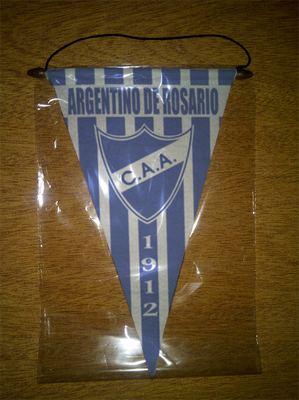 ARGENTINO DE ROSARIO
C.A.A.
1912